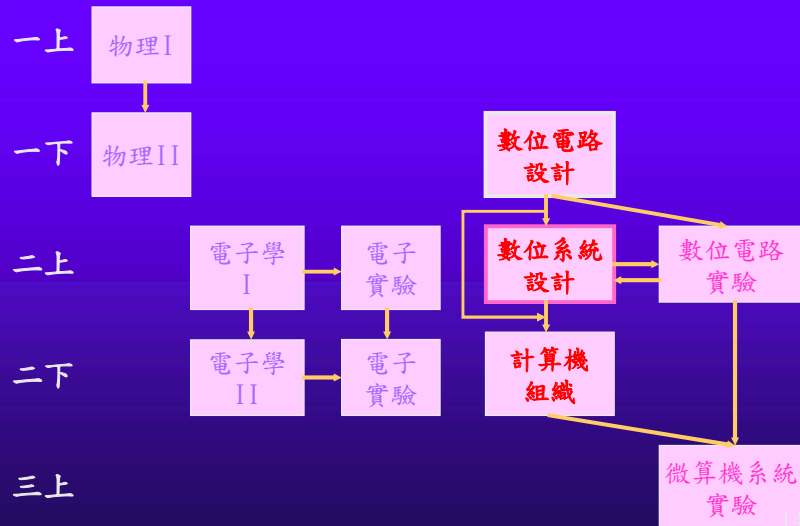 一上
物理I
一下
物理II
數位電路
設計
二上
電子學
I
電子
實驗
數位系統
設計
數位電路
實驗
二下
電子學
II
電子
實驗
計算機
組織
三上
微算機系統
實驗